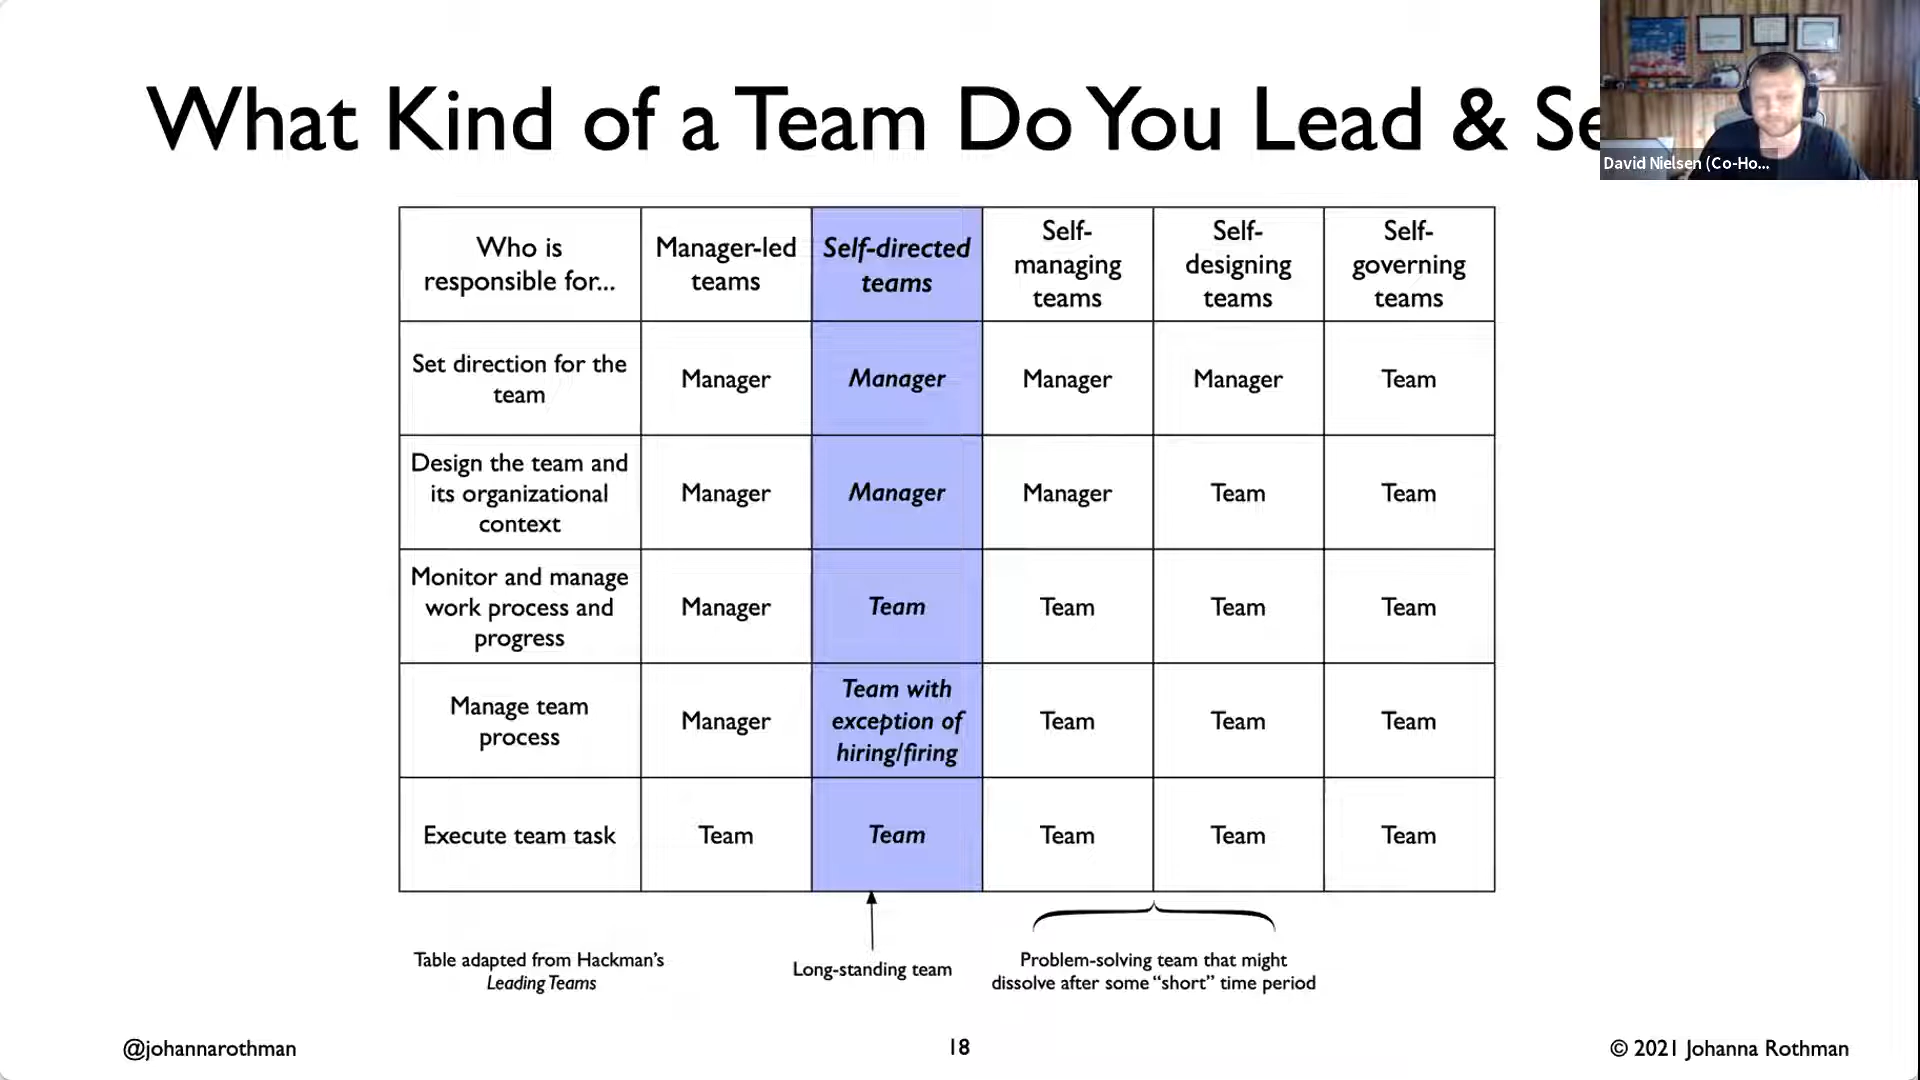 What Kind of a Team Do You Lead & Se
David Nielsen (Co-Ho...
Who is
responsible for...
Manager-led
teams
Self-directed
teams
Self-
managing
teams
Self-
designing
teams
Self-
governing
teams
Set direction for the
team
Manager
Manager
Manager
Manager
Team
Design the team and
its organizational
context
Manager
Manager
Manager
Team
Team
Monitor and manage
work process and
progress
Manager
Team
Team
Team
Team
Manage team
process
Manager
Team with
exception of
hiring/firing
Team
Team
Team
Execute team task
Team
Team
Team
Team
Team
Table adapted from Hackman's
Leading Teams
Long-standing team
Problem-solving team that might
dissolve after some “short” time period
@johannarothman
18
© 2021 Johanna Rothman